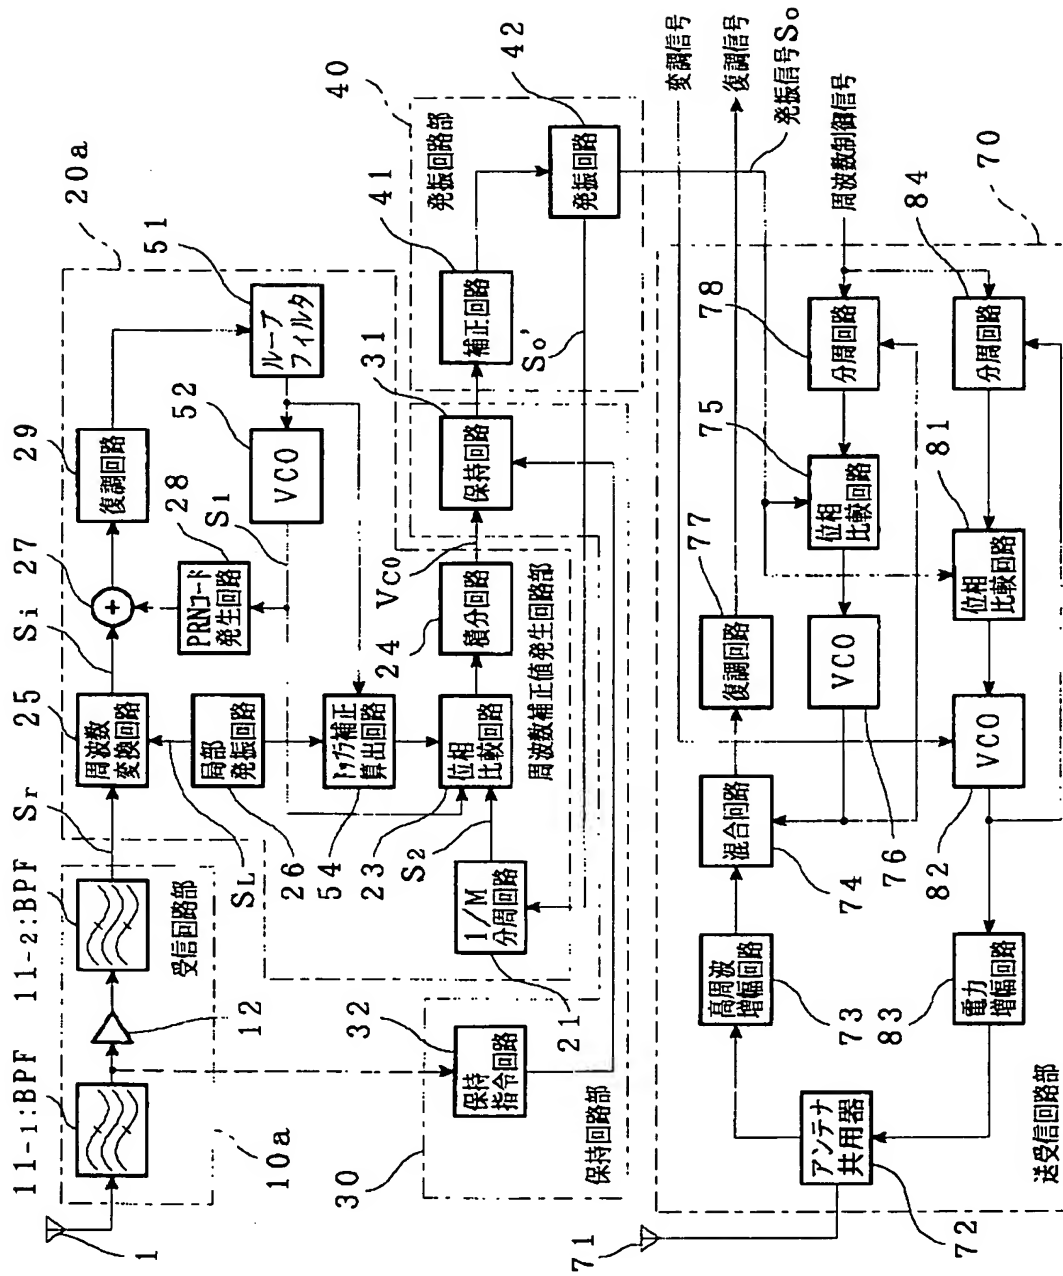 11-1:BPF
11-2:BPF
Sr
25
Si
27
29
20a
1
12
受信回路部
10a
周波数
変換回路
SL
局部
発振回路
26
PRNコード
発生回路
28
復調回路
S1
VCO
52
ループ
フィルタ
51
ドップラ補正
算出回路
54
位相
比較回路
23
S2
1/M
分周回路
21
積分回路
24
VCO
周波数補正値発生回路部
保持
指令回路
32
30
保持回路部
保持回路
31
補正回路
41
発振回路部
40
発振回路
42
So'
変調信号
復調信号
発振信号So
周波数制御信号
70
71
アンテナ
共用器
72
高周波
増幅回路
73
混合回路
74
復調回路
77
位相
比較回路
75
VCO
76
分周回路
78
分周回路
84
位相
比較回路
81
VCO
82
電力
増幅回路
83
送受信回路部